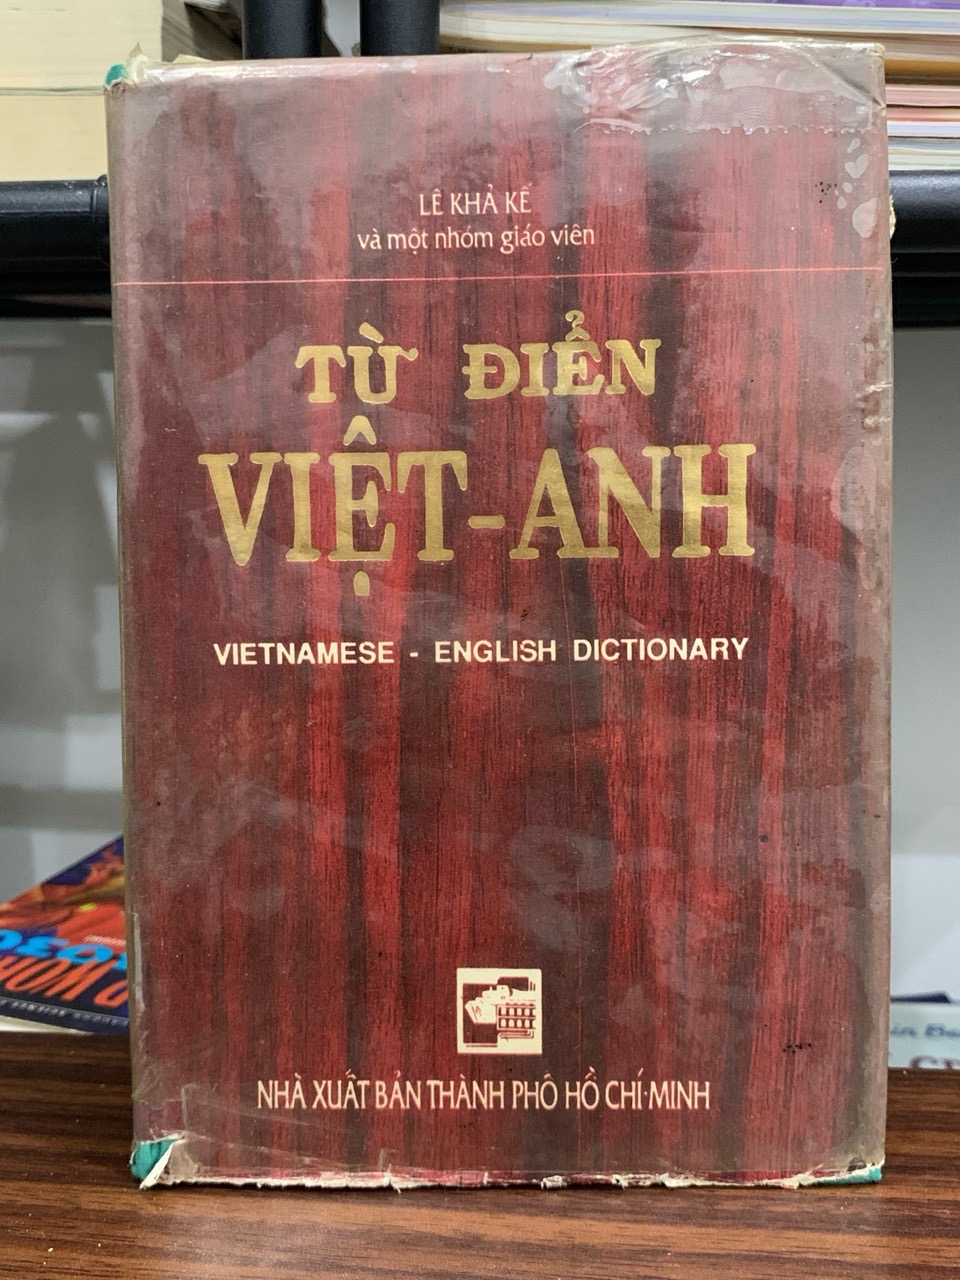 LÊ KHẢ KẾ
và một nhóm giáo viên
TỪ ĐIỂN
VIỆT-ANH
VIETNAMESE - ENGLISH DICTIONARY
NHÀ XUẤT BẢN THÀNH PHỐ HỒ CHÍ MINH